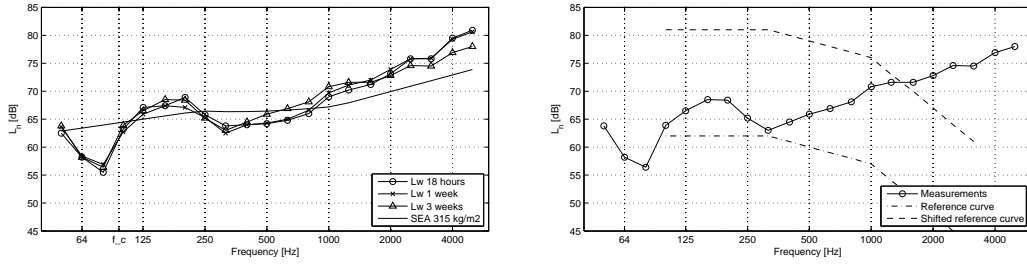 85
80
75
70
65
60
55
50
45
L_n [dB]
64
f_c
125
250
500
1000
2000
4000
Frequency [Hz]
Lw 18 hours
Lw 1 week
Lw 3 weeks
SEA 315 kg/m2
85
80
75
70
65
60
55
50
45
L_n [dB]
64
125
250
500
1000
2000
4000
Frequency [Hz]
Measurements
Reference curve
Shifted reference curve